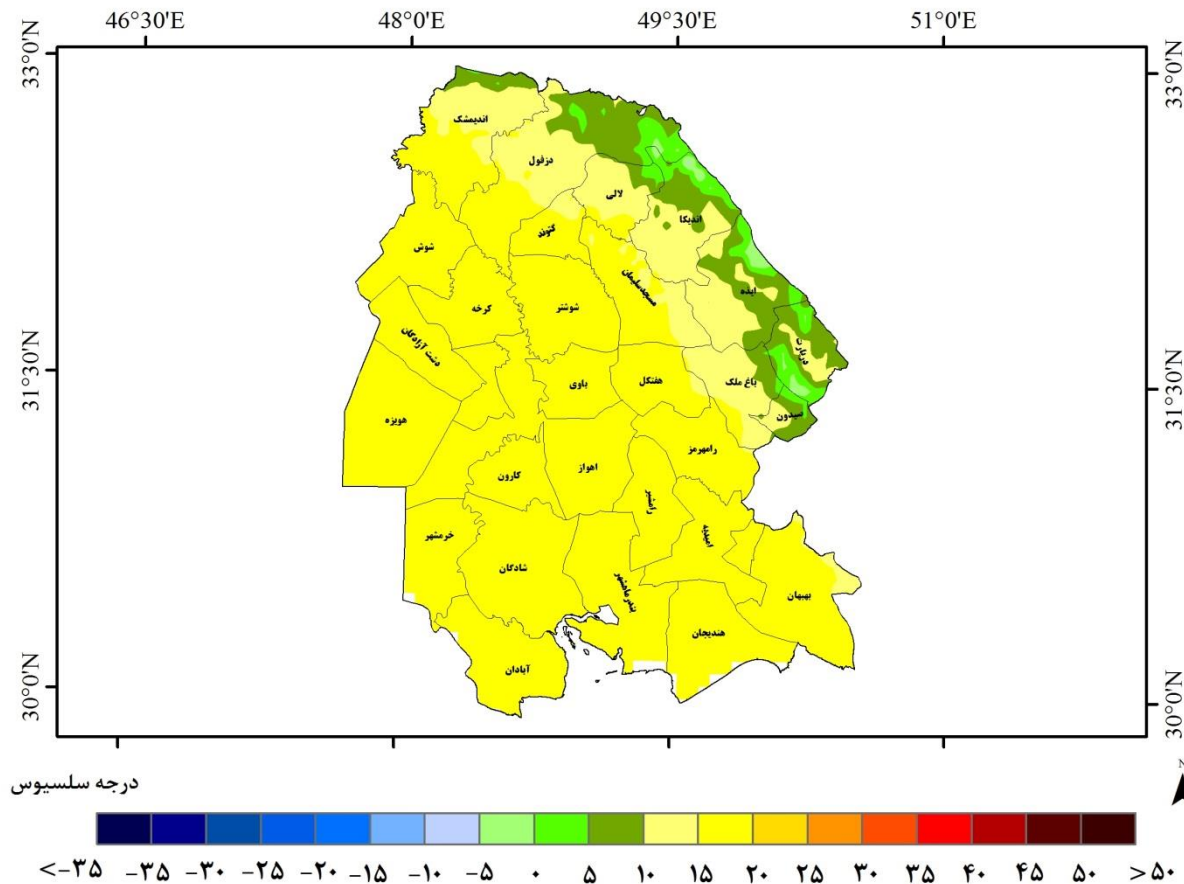 46°30'E 48°0'E 49°30'E 51°0'E
33°0'N 33°0'N
اندیمشک
دزفول
لالی
اندیکا
گتوند
شوش
مسجدسلیمان
ایذه
کرخه
شوشتر
دشت آزادگان
دزپارت
باوی
هفتکل
باغ ملک
31°30'N 31°30'N
هویزه
صیدون
رامهرمز
کارون
اهواز
رامشیر
امیدیه
خرمشهر
شادگان
بندرماهشهر
بهبهان
هندیجان
آبادان
30°0'N 30°0'N
درجه سلسیوس
N
<-۳۵ -۳۵ -۳۰ -۲۵ -۲۰ -۱۵ -۱۰ -۵ ۰ ۵ ۱۰ ۱۵ ۲۰ ۲۵ ۳۰ ۳۵ ۴۰ ۴۵ ۵۰ >۵۰